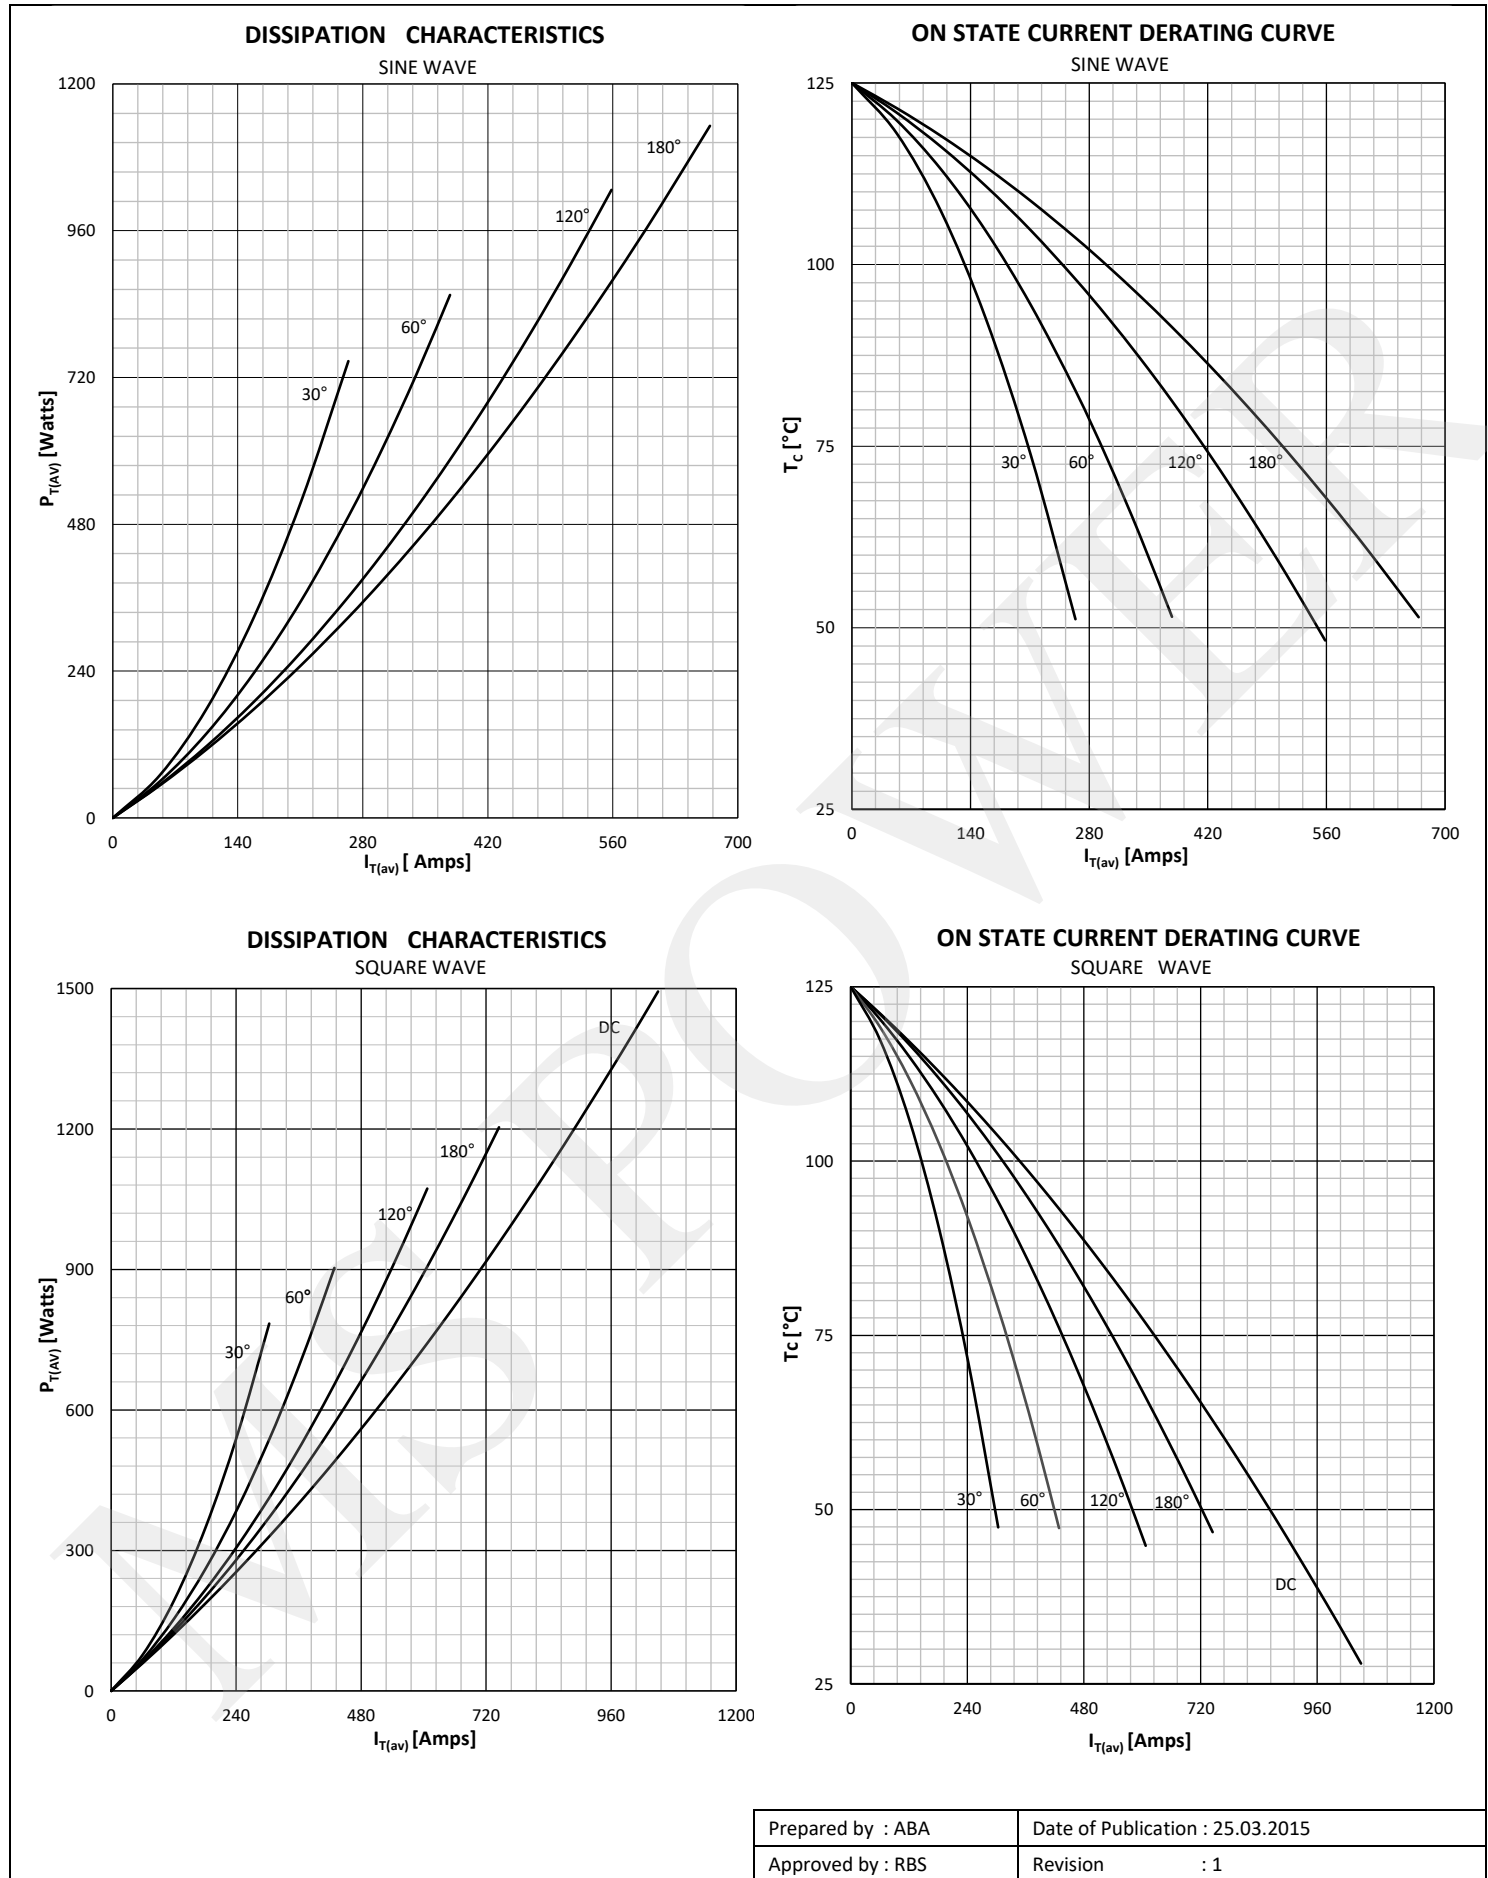 DISSIPATION CHARACTERISTICS
SINE WAVE
1200
960
720
480
240
0
0
140
280
420
560
700
30°
60°
120°
180°
P_T(AV) [Watts]
I_T(av) [ Amps]
ON STATE CURRENT DERATING CURVE
SINE WAVE
125
100
75
50
25
0
140
280
420
560
700
30°
60°
120°
180°
T_C [°C]
I_T(av) [Amps]
DISSIPATION CHARACTERISTICS
SQUARE WAVE
1500
1200
900
600
300
0
0
240
480
720
960
1200
30°
60°
120°
180°
DC
P_T(AV) [Watts]
I_T(av) [Amps]
ON STATE CURRENT DERATING CURVE
SQUARE WAVE
125
100
75
50
25
0
240
480
720
960
1200
30°
60°
120°
180°
DC
Tc [°C]
I_T(av) [Amps]
MS POWER
Prepared by : ABA
Date of Publication : 25.03.2015
Approved by : RBS
Revision : 1